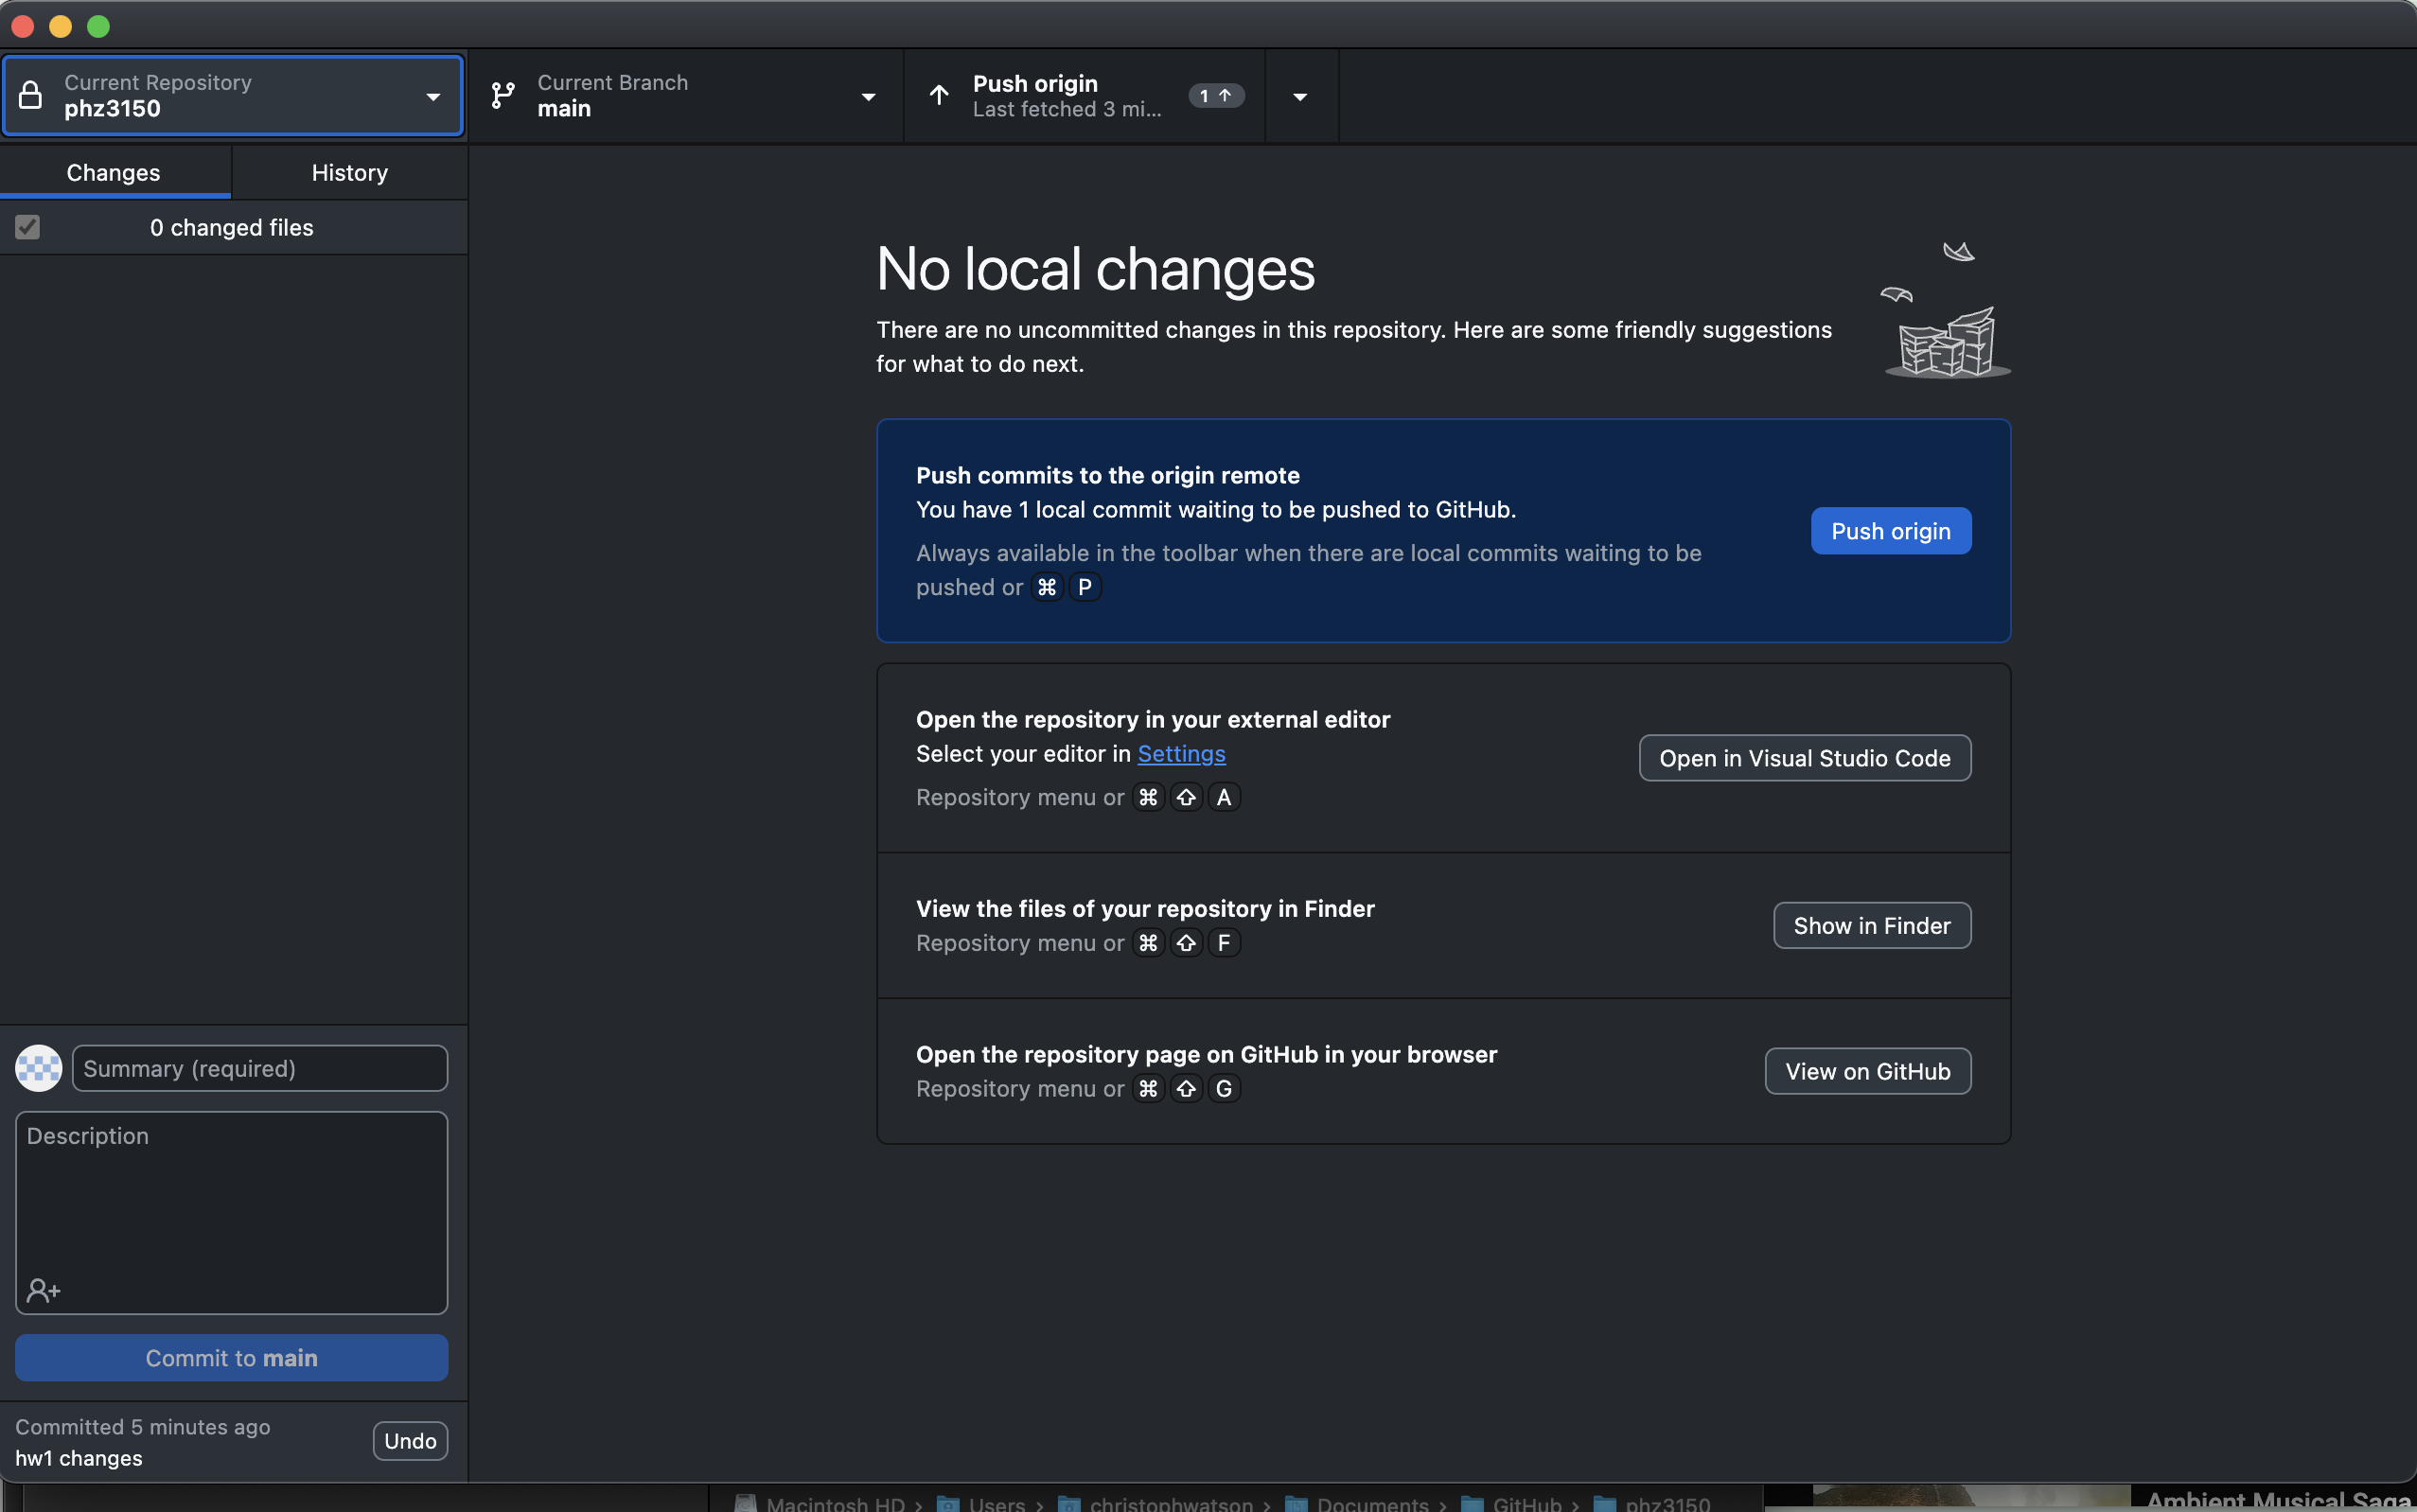 Current Repository
phz3150
Current Branch
main
Push origin
Last fetched 3 mi...
1
Changes
History
0 changed files
No local changes
There are no uncommitted changes in this repository. Here are some friendly suggestions
for what to do next.
Push commits to the origin remote
You have 1 local commit waiting to be pushed to GitHub.
Always available in the toolbar when there are local commits waiting to be
pushed or ⌘ P
Push origin
Open the repository in your external editor
Select your editor in Settings
Repository menu or ⌘ ⇧ A
Open in Visual Studio Code
View the files of your repository in Finder
Repository menu or ⌘ ⇧ F
Show in Finder
Open the repository page on GitHub in your browser
Repository menu or ⌘ ⇧ G
View on GitHub
Summary (required)
Description
Commit to main
Committed 5 minutes ago
hw1 changes
Undo
Macintosh HD › Users › christophwatson › Documents › GitHub › phz3150
Ambient Musical Saga